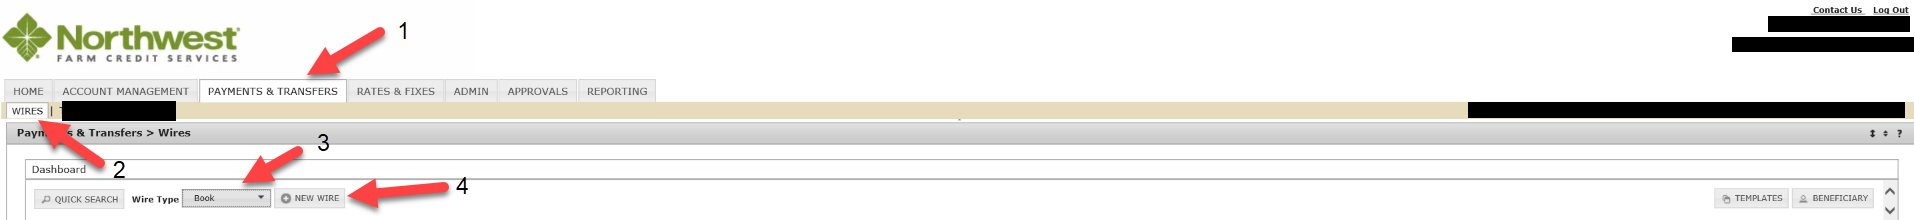 Contact Us Log Out
1
Northwest
FARM CREDIT SERVICES
HOME ACCOUNT MANAGEMENT PAYMENTS & TRANSFERS RATES & FIXES ADMIN APPROVALS REPORTING
WIRES |
Paym s & Transfers > Wires ?
3
2
Dashboard
4
QUICK SEARCH Wire Type Book NEW WIRE TEMPLATES BENEFICIARY